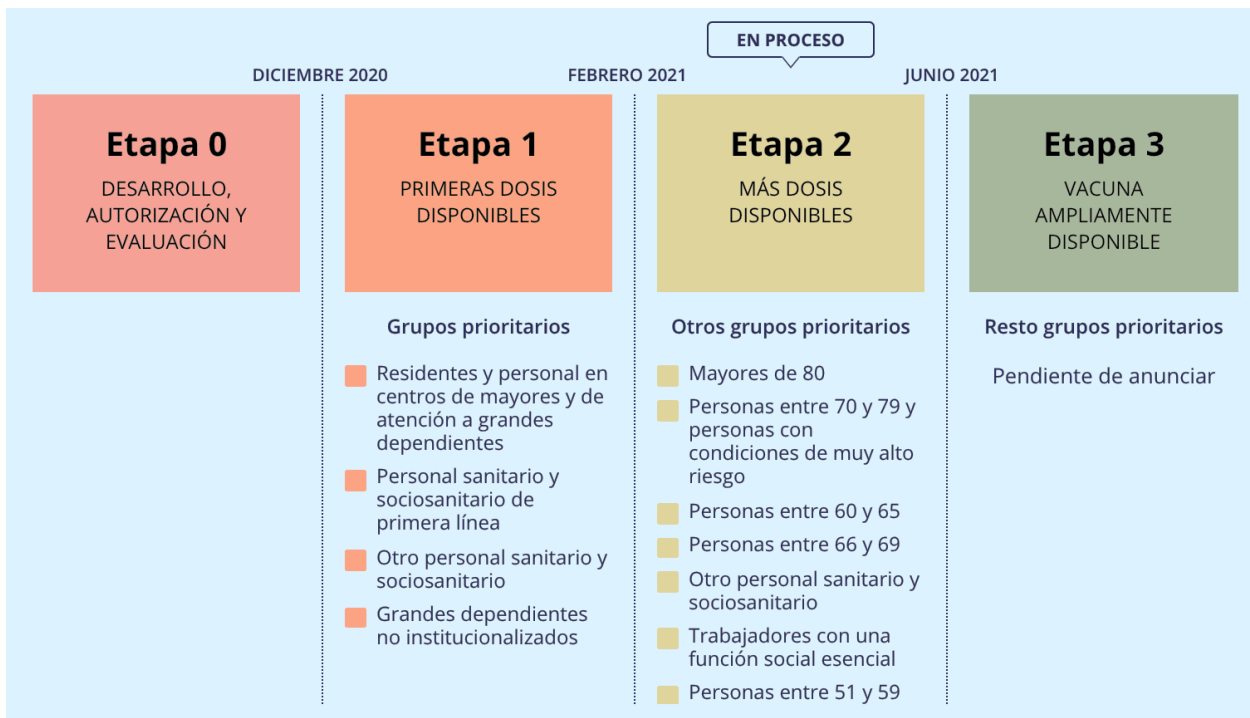 EN PROCESO
DICIEMBRE 2020
FEBRERO 2021
JUNIO 2021
Etapa 0
DESARROLLO,
AUTORIZACIÓN Y
EVALUACIÓN
Etapa 1
PRIMERAS DOSIS
DISPONIBLES
Etapa 2
MÁS DOSIS
DISPONIBLES
Etapa 3
VACUNA
AMPLIAMENTE
DISPONIBLE
Grupos prioritarios
Residentes y personal en
centros de mayores y de
atención a grandes
dependientes
Personal sanitario y
sociosanitario de
primera línea
Otro personal sanitario y
sociosanitario
Grandes dependientes
no institucionalizados
Otros grupos prioritarios
Mayores de 80
Personas entre 70 y 79 y
personas con
condiciones de muy alto
riesgo
Personas entre 60 y 65
Personas entre 66 y 69
Otro personal sanitario y
sociosanitario
Trabajadores con una
función social esencial
Personas entre 51 y 59
Resto grupos prioritarios
Pendiente de anunciar